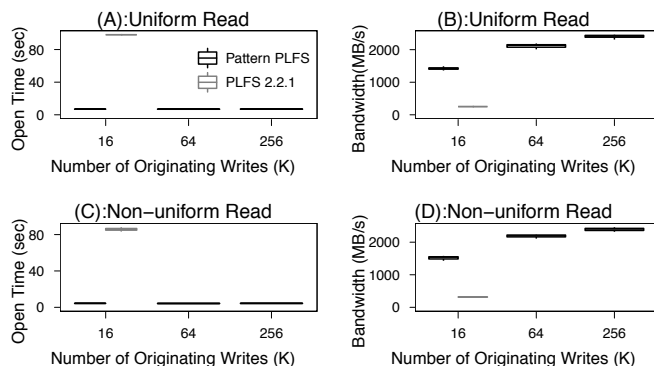 (A):Uniform Read
Open Time (sec)
80
40
0
Pattern PLFS
PLFS 2.2.1
16 64 256
Number of Originating Writes (K)
(B):Uniform Read
Bandwidth(MB/s)
2000
1000
0
16 64 256
Number of Originating Writes (K)
(C):Non−uniform Read
Open Time (sec)
80
40
0
16 64 256
Number of Originating Writes (K)
(D):Non−uniform Read
Bandwidth (MB/s)
2000
1000
0
16 64 256
Number of Originating Writes (K)